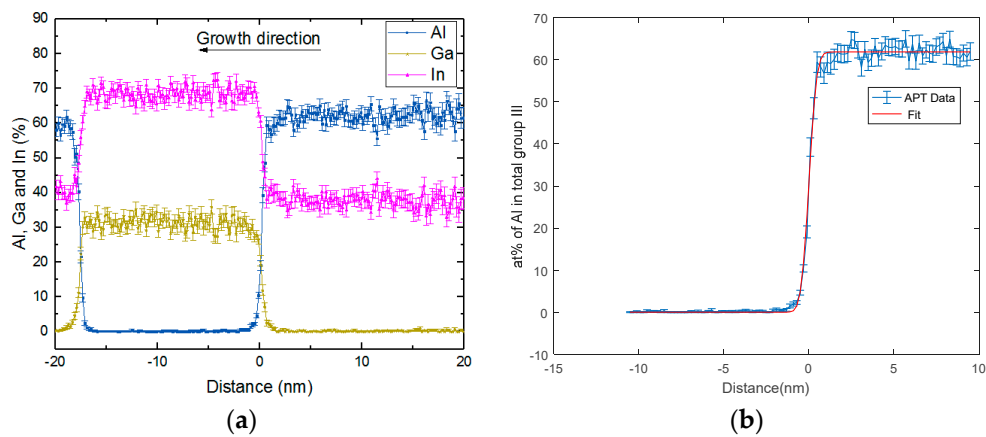 90
80
70
60
50
40
30
20
10
0
Al, Ga and In (%)
Growth direction
Al
Ga
In
-20
-10
0
10
20
Distance (nm)
(a)
70
60
50
40
30
20
10
0
-10
at% of Al in total group III
APT Data
Fit
-15
-10
-5
0
5
10
Distance(nm)
(b)